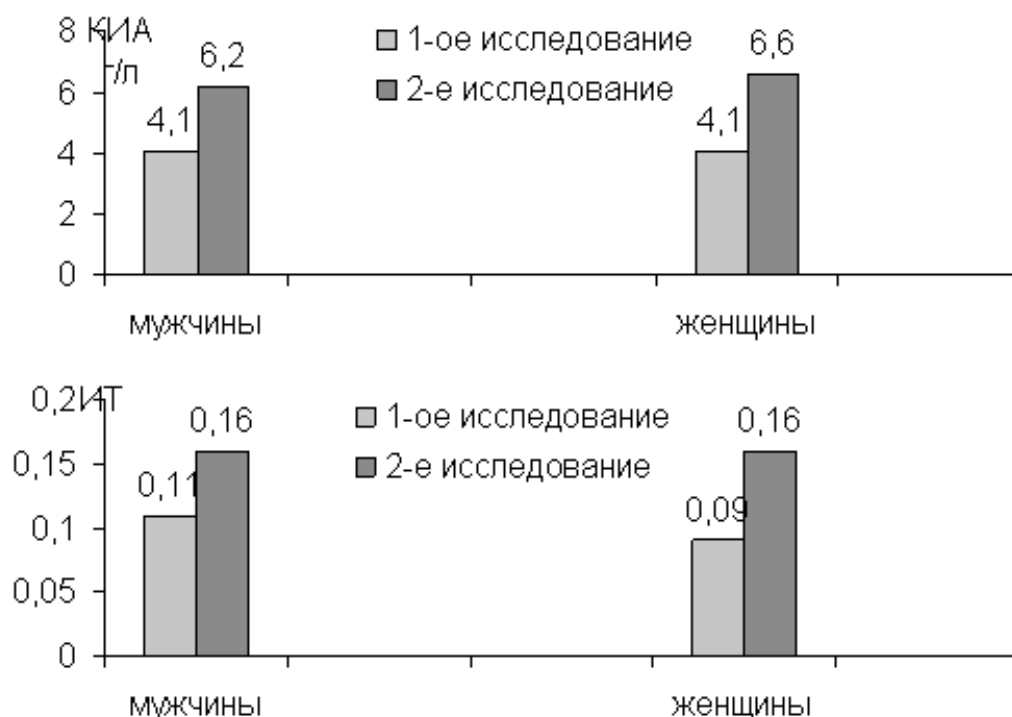 8 КИА
г/л
6
4
2
0
6,2
4,1
6,6
4,1
1-ое исследование
2-е исследование
мужчины
женщины
0,2 ИТ
0,15
0,1
0,05
0
0,16
0,11
0,16
0,09
1-ое исследование
2-е исследование
мужчины
женщины